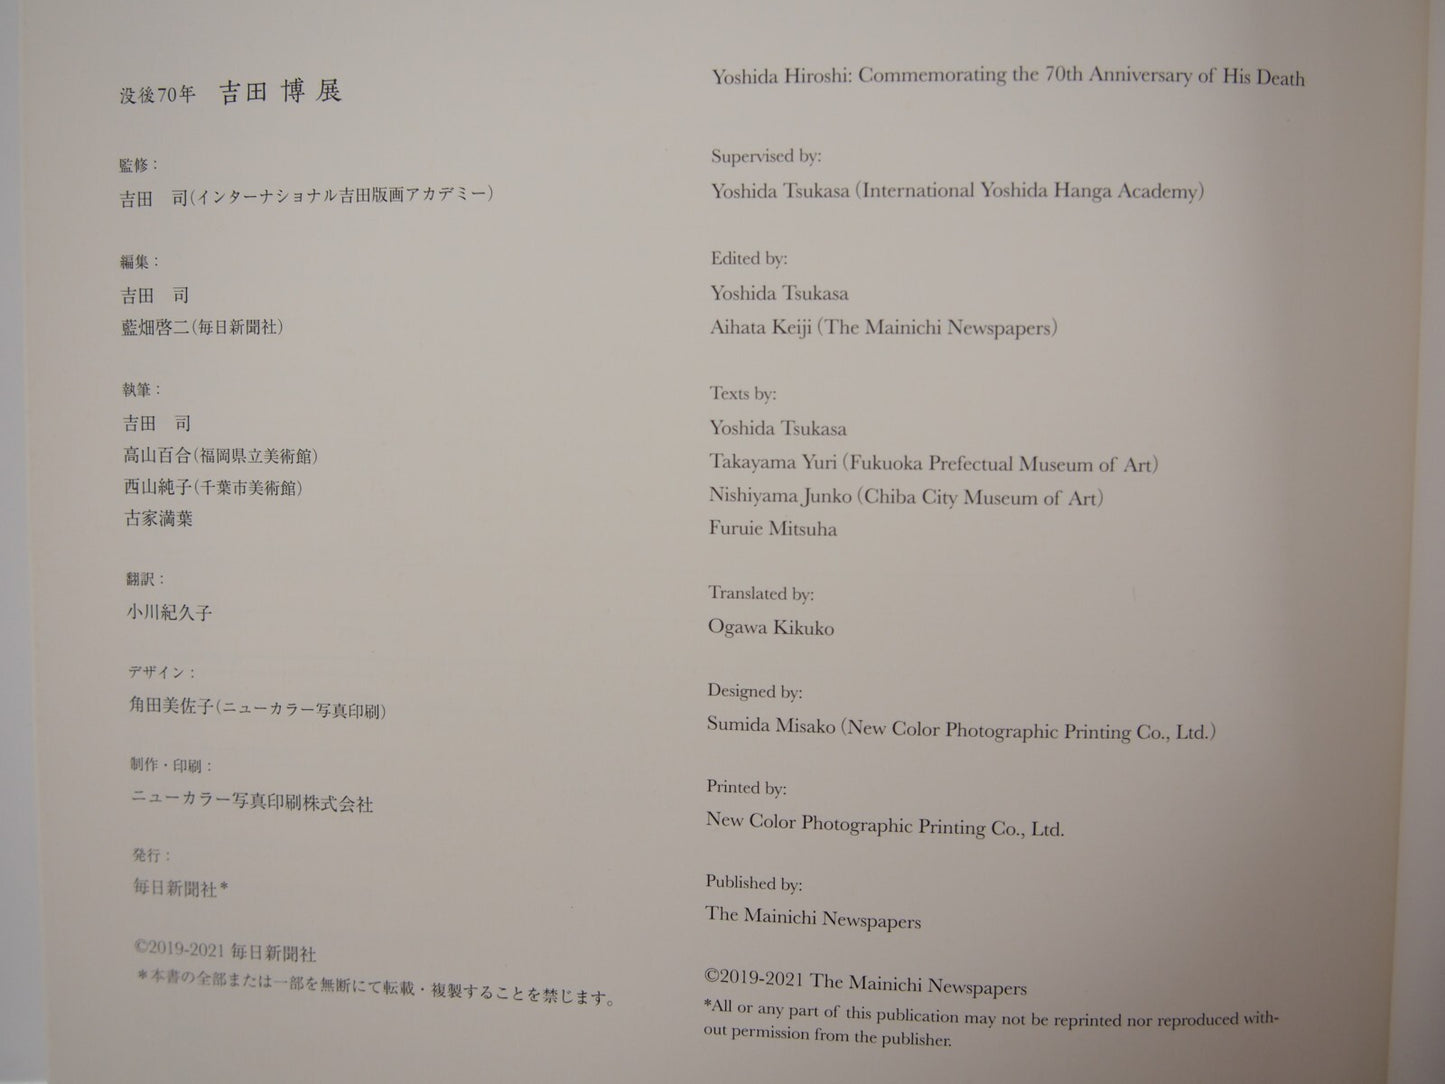 没後70年　吉田 博 展
監修：
吉田　司(インターナショナル吉田版画アカデミー)
編集：
吉田　司
藍畑啓二(毎日新聞社)
執筆：
吉田　司
高山百合(福岡県立美術館)
西山純子(千葉市美術館)
古家満葉
翻訳：
小川紀久子
デザイン：
角田美佐子(ニューカラー写真印刷)
制作・印刷：
ニューカラー写真印刷株式会社
発行：
毎日新聞社*
©2019-2021 毎日新聞社
*本書の全部または一部を無断にて転載・複製することを禁じます。
Yoshida Hiroshi: Commemorating the 70th Anniversary of His Death
Supervised by:
Yoshida Tsukasa (International Yoshida Hanga Academy)
Edited by:
Yoshida Tsukasa
Aihata Keiji (The Mainichi Newspapers)
Texts by:
Yoshida Tsukasa
Takayama Yuri (Fukuoka Prefectual Museum of Art)
Nishiyama Junko (Chiba City Museum of Art)
Furuie Mitsuha
Translated by:
Ogawa Kikuko
Designed by:
Sumida Misako (New Color Photographic Printing Co., Ltd.)
Printed by:
New Color Photographic Printing Co., Ltd.
Published by:
The Mainichi Newspapers
©2019-2021 The Mainichi Newspapers
*All or any part of this publication may not be reprinted nor reproduced with-
out permission from the publisher.